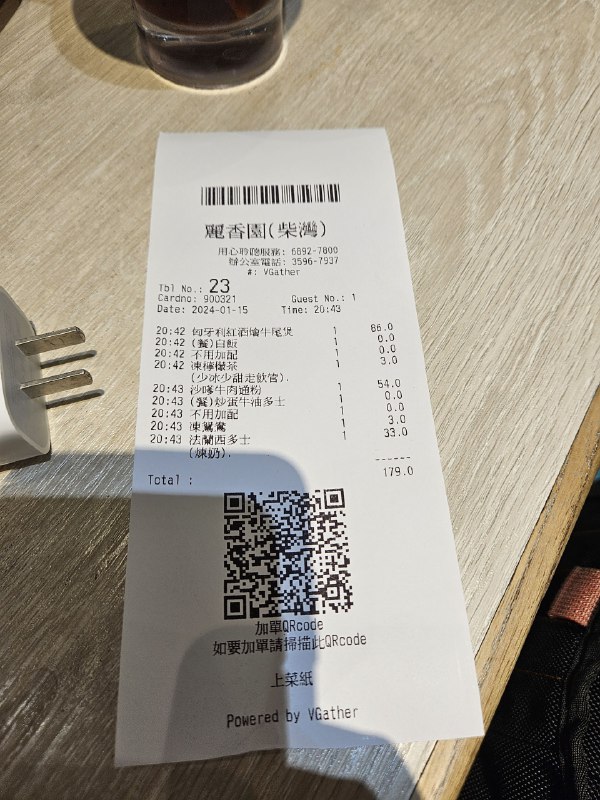 麗香園(柴灣)
用心聆聽服務: 6892-7800
辦公室電話: 3596-7937
#: VGather
Tbl No.: 23
Cardno: 900321 Guest No.: 1
Date: 2024-01-15 Time: 20:43
20:42 匈牙利紅酒燴牛尾煲 1 86.0
20:42 (餐)白飯 1 0.0
20:42 不用加配 1 0.0
20:42 凍檸檬茶 1 3.0
(少冰少甜走飲管).
20:43 沙嗲牛肉通粉 1 54.0
20:43 (餐)炒蛋牛油多士 1 0.0
20:43 不用加配 1 0.0
20:43 凍鴛鴦 1 3.0
20:43 法蘭西多士 1 33.0
(煉奶).
------
Total : 179.0
加單QRcode
如要加單請掃描此QRcode
上菜紙
Powered by VGather